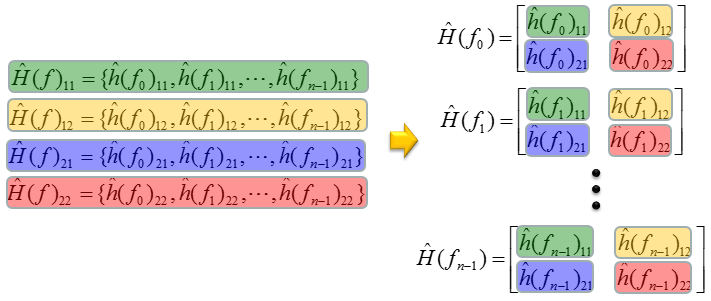 Ĥ(f)₁₁ = {ĥ(f₀)₁₁, ĥ(f₁)₁₁, ⋯, ĥ(fₙ₋₁)₁₁}
Ĥ(f)₁₂ = {ĥ(f₀)₁₂, ĥ(f₁)₁₂, ⋯, ĥ(fₙ₋₁)₁₂}
Ĥ(f)₂₁ = {ĥ(f₀)₂₁, ĥ(f₁)₂₁, ⋯, ĥ(fₙ₋₁)₂₁}
Ĥ(f)₂₂ = {ĥ(f₀)₂₂, ĥ(f₁)₂₂, ⋯, ĥ(fₙ₋₁)₂₂}
Ĥ(f₀) = [ĥ(f₀)₁₁ ĥ(f₀)₁₂
ĥ(f₀)₂₁ ĥ(f₀)₂₂]
Ĥ(f₁) = [ĥ(f₁)₁₁ ĥ(f₁)₁₂
ĥ(f₁)₂₁ ĥ(f₁)₂₂]
⋮
Ĥ(fₙ₋₁) = [ĥ(fₙ₋₁)₁₁ ĥ(fₙ₋₁)₁₂
ĥ(fₙ₋₁)₂₁ ĥ(fₙ₋₁)₂₂]